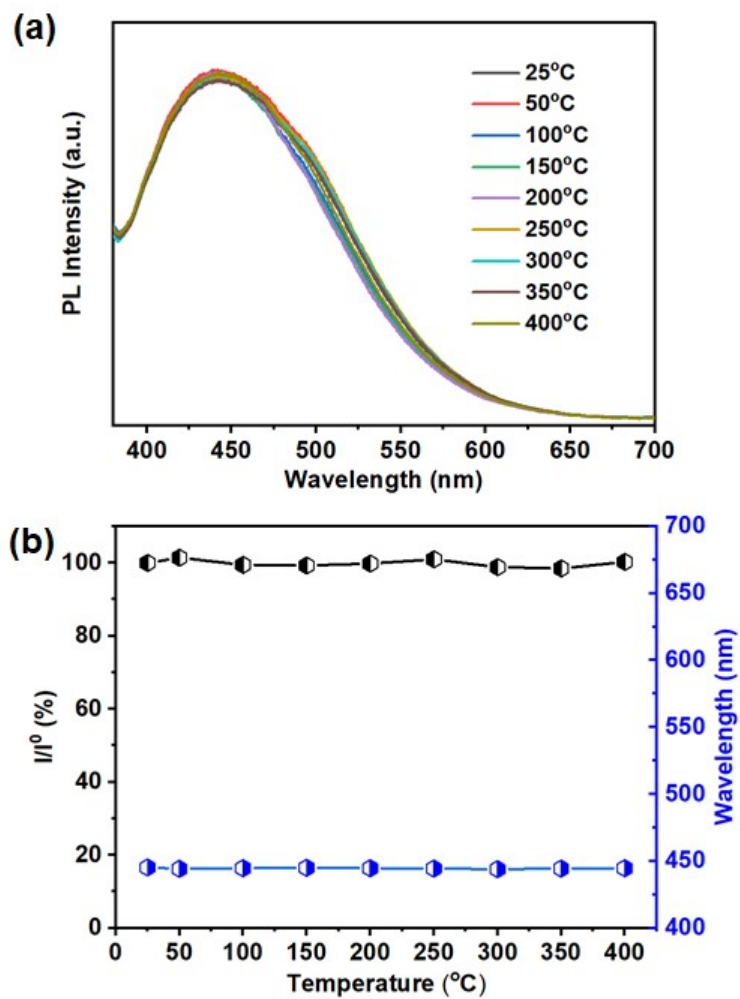 (a)
PL Intensity (a.u.)
25°C
50°C
100°C
150°C
200°C
250°C
300°C
350°C
400°C
400 450 500 550 600 650 700
Wavelength (nm)
(b)
I/I⁰ (%)
100
80
60
40
20
0
700
650
600
550
500
450
400
Wavelength (nm)
0 50 100 150 200 250 300 350 400
Temperature (°C)